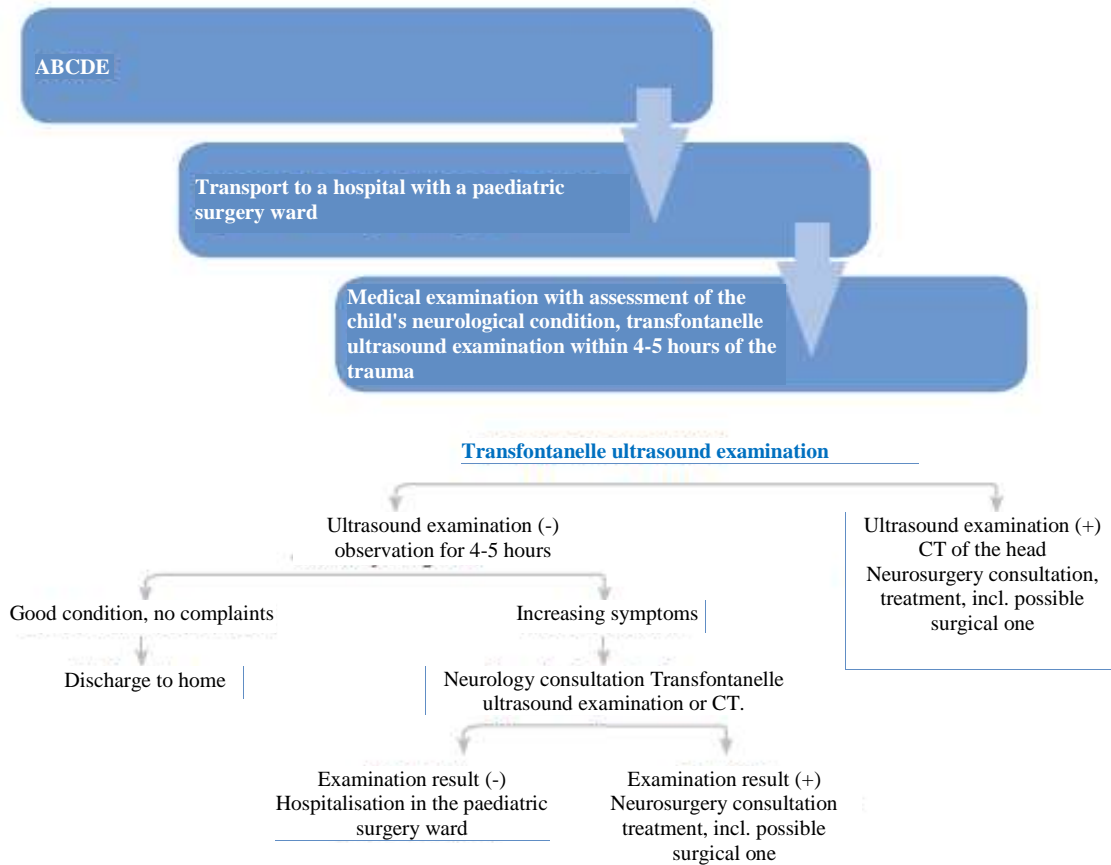 ABCDE
Transport to a hospital with a paediatric
surgery ward
Medical examination with assessment of the
child's neurological condition, transfontanelle
ultrasound examination within 4-5 hours of the
trauma
Transfontanelle ultrasound examination
Ultrasound examination (-)
observation for 4-5 hours
Ultrasound examination (+)
CT of the head
Neurosurgery consultation,
treatment, incl. possible
surgical one
Good condition, no complaints
Increasing symptoms
Discharge to home
Neurology consultation Transfontanelle
ultrasound examination or CT.
Examination result (-)
Hospitalisation in the paediatric
surgery ward
Examination result (+)
Neurosurgery consultation
treatment, incl. possible
surgical one